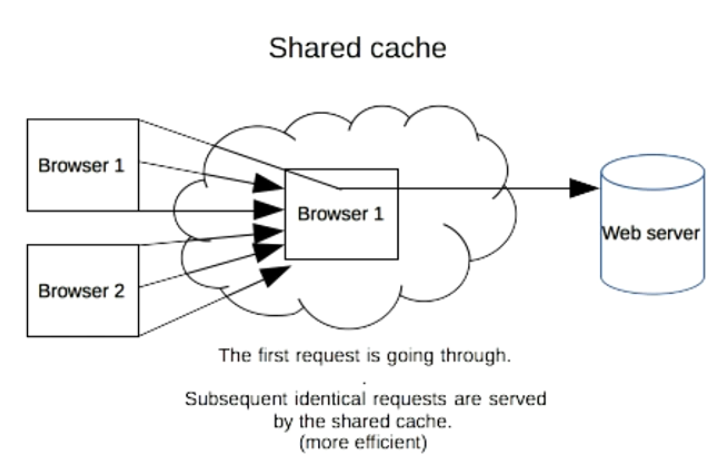 Shared cache
Browser 1
Browser 1
Web server
Browser 2
The first request is going through.
.
Subsequent identical requests are served
by the shared cache.
(more efficient)